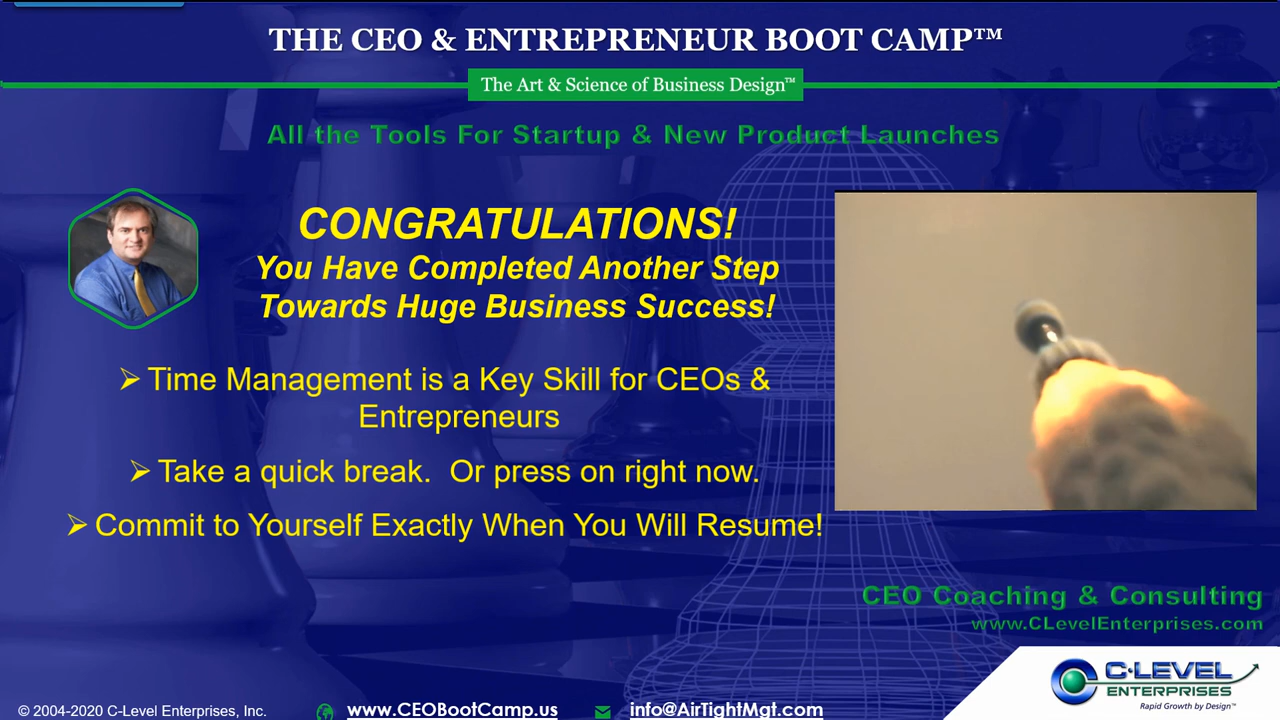 THE CEO & ENTREPRENEUR BOOT CAMP™
The Art & Science of Business Design™
All the Tools For Startup & New Product Launches
CONGRATULATIONS!
You Have Completed Another Step
Towards Huge Business Success!
➢ Time Management is a Key Skill for CEOs &
Entrepreneurs
➢ Take a quick break.  Or press on right now.
➢ Commit to Yourself Exactly When You Will Resume!
CEO Coaching & Consulting
www.CLevelEnterprises.com
C-LEVEL
ENTERPRISES
Rapid Growth by Design™
© 2004-2020 C-Level Enterprises, Inc.
www.CEOBootCamp.us
info@AirTightMgt.com